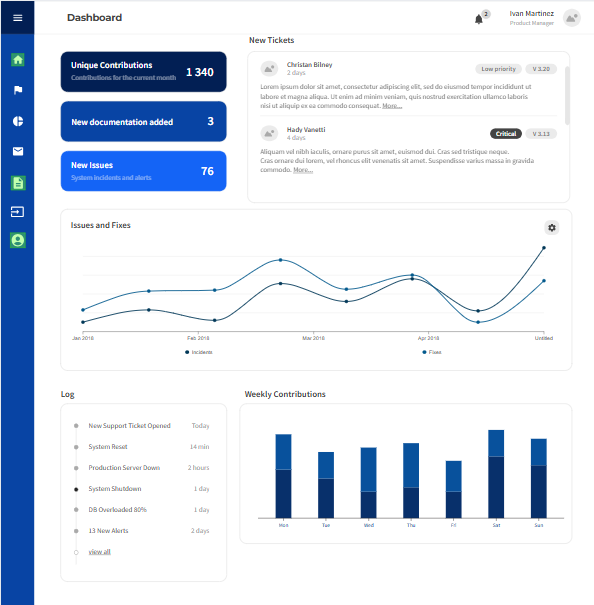 Dashboard
2
Ivan Martinez
Product Manager
Unique Contributions
Contributions for the current month
1 340
New documentation added
3
New Issues
System incidents and alerts
76
New Tickets
Christan Bilney
2 days
Low priority
V 3.20
Lorem ipsum dolor sit amet, consectetur adipiscing elit, sed do eiusmod tempor incididunt ut
labore et magna aliqua. Ut enim ad minim veniam, quis nostrud exercitation ullamco laboris
nisi ut aliquip ex ea commodo consequat. More...
Hady Vanetti
4 days
Critical
V 3.13
Aliquam vel nibh iaculis, ornare purus sit amet, euismod dui. Cras sed tristique neque.
Cras ornare dui lorem, vel rhoncus elit venenatis sit amet. Suspendisse varius massa in gravida
commodo. More...
Issues and Fixes
Jan 2018
Feb 2018
Mar 2018
Apr 2018
Untitled
Incidents
Fixes
Log
New Support Ticket Opened
Today
System Reset
14 min
Production Server Down
2 hours
System Shutdown
1 day
DB Overloaded 80%
1 day
13 New Alerts
2 days
view all
Weekly Contributions
Mon
Tue
Wed
Thu
Fri
Sat
Sun